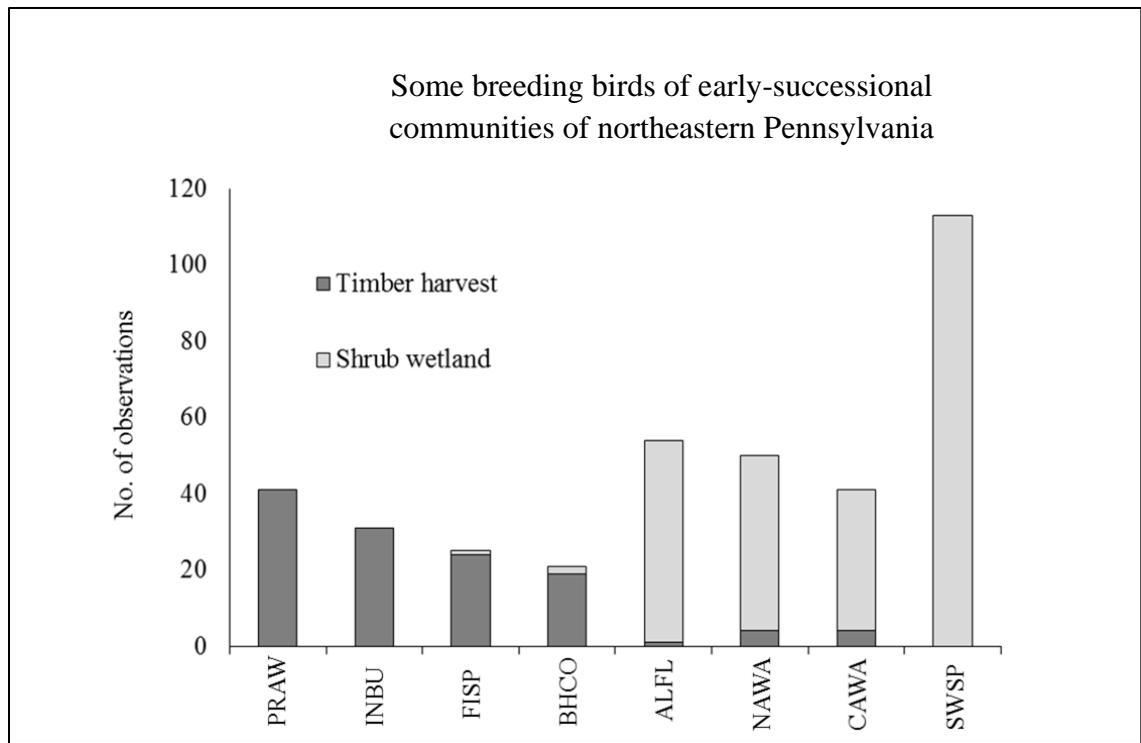 Some breeding birds of early-successional
communities of northeastern Pennsylvania
120
100
80
60
40
20
0
No. of observations
Timber harvest
Shrub wetland
PRAW
INBU
FISP
BHCO
ALFL
NAWA
CAWA
SWSP